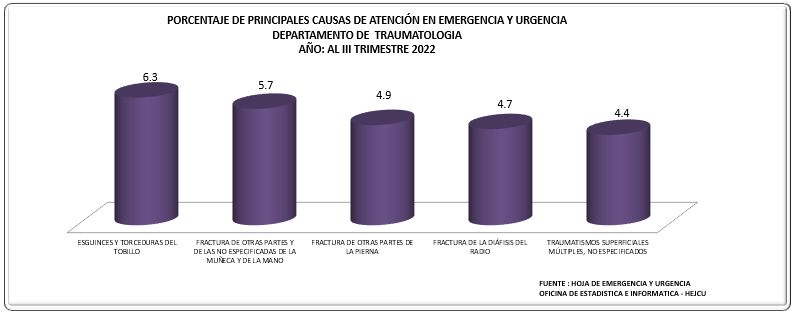 PORCENTAJE DE PRINCIPALES CAUSAS DE ATENCIÓN EN EMERGENCIA Y URGENCIA
DEPARTAMENTO DE TRAUMATOLOGIA
AÑO: AL III TRIMESTRE 2022
6.3
5.7
4.9
4.7
4.4
ESGUINCES Y TORCEDURAS DEL
TOBILLO
FRACTURA DE OTRAS PARTES Y
DE LAS NO ESPECIFICADAS DE LA
MUÑECA Y DE LA MANO
FRACTURA DE OTRAS PARTES DE
LA PIERNA
FRACTURA DE LA DIÁFISIS DEL
RADIO
TRAUMATISMOS SUPERFICIALES
MÚLTIPLES, NO ESPECIFICADOS
FUENTE : HOJA DE EMERGENCIA Y URGENCIA
OFICINA DE ESTADISTICA E INFORMATICA - HEJCU